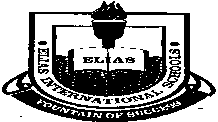 ELIAS
ELIAS INTERNATIONAL SCHOOLS
FOUNTAIN OF SUCCESS